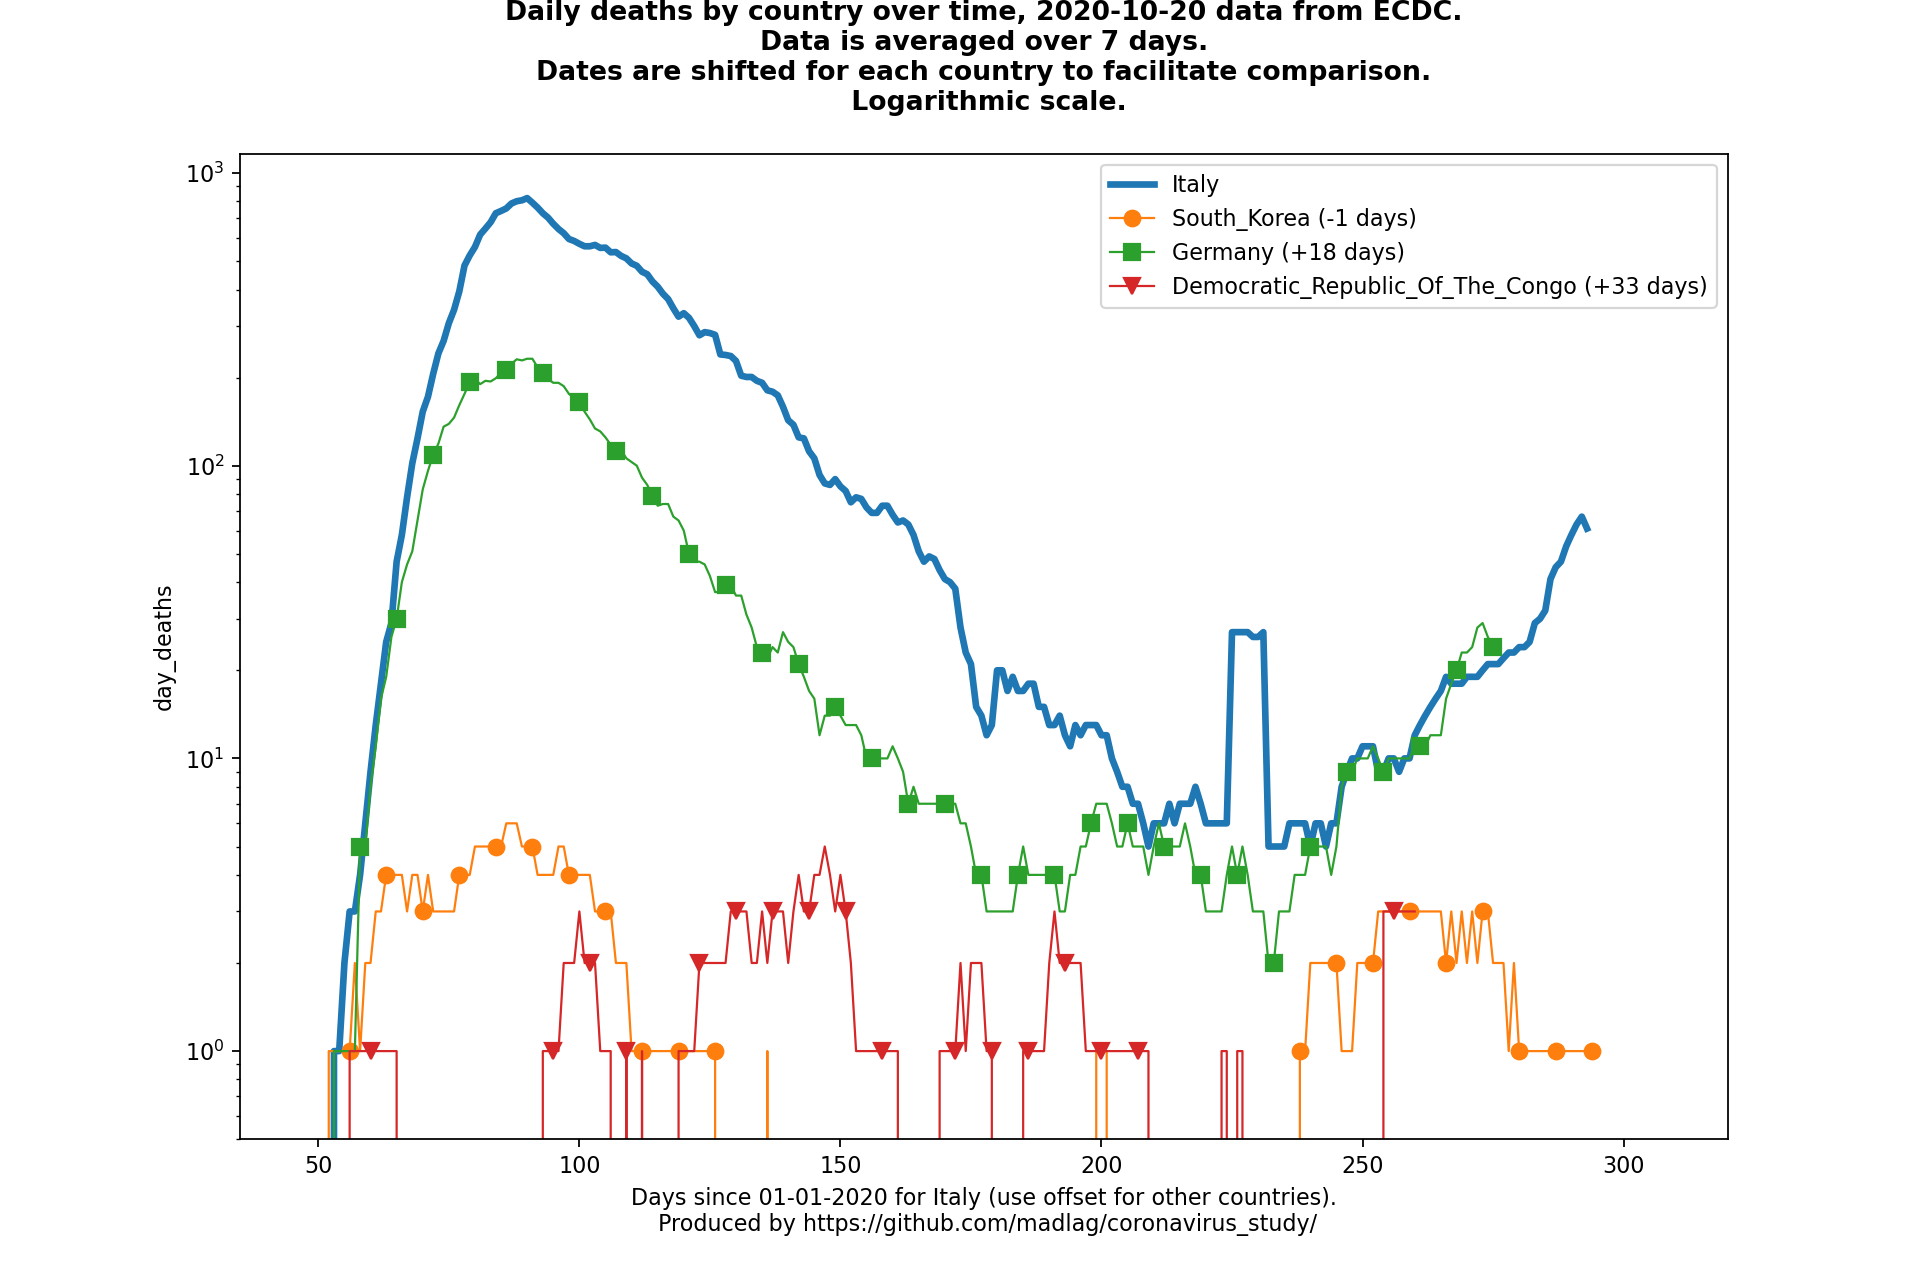 Daily deaths by country over time, 2020-10-20 data from ECDC.
Data is averaged over 7 days.
Dates are shifted for each country to facilitate comparison.
Logarithmic scale.
Italy
South_Korea (-1 days)
Germany (+18 days)
Democratic_Republic_Of_The_Congo (+33 days)
10³
10²
10¹
10⁰
day_deaths
50 100 150 200 250 300
Days since 01-01-2020 for Italy (use offset for other countries).
Produced by https://github.com/madlag/coronavirus_study/